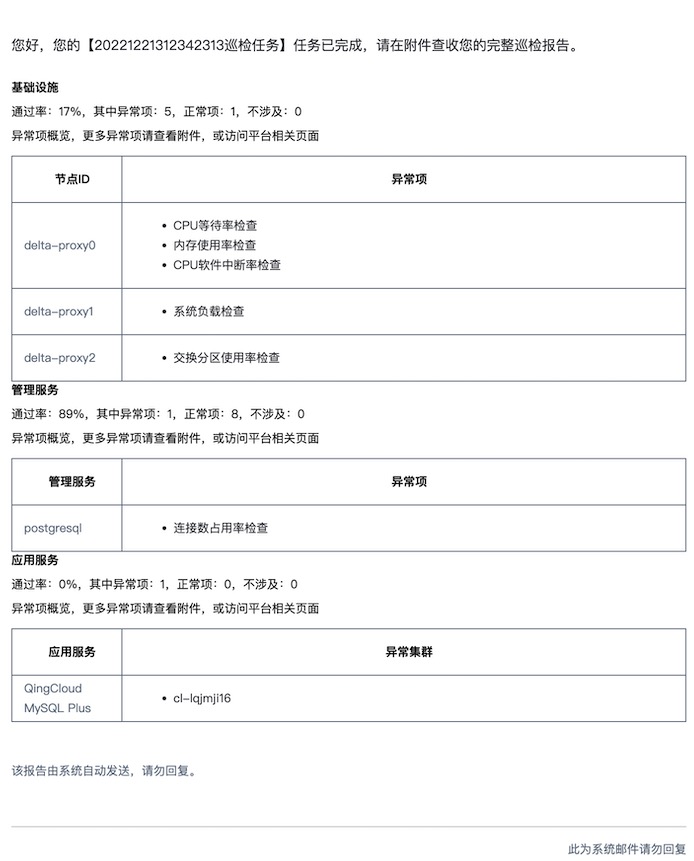 您好，您的【20221221312342313巡检任务】任务已完成，请在附件查收您的完整巡检报告。
基础设施
通过率：17%，其中异常项：5，正常项：1，不涉及：0
异常项概览，更多异常项请查看附件，或访问平台相关页面
节点ID 异常项
delta-proxy0
• CPU等待率检查
• 内存使用率检查
• CPU软件中断率检查
delta-proxy1 • 系统负载检查
delta-proxy2 • 交换分区使用率检查
管理服务
通过率：89%，其中异常项：1，正常项：8，不涉及：0
异常项概览，更多异常项请查看附件，或访问平台相关页面
管理服务 异常项
postgresql • 连接数占用率检查
应用服务
通过率：0%，其中异常项：1，正常项：0，不涉及：0
异常项概览，更多异常项请查看附件，或访问平台相关页面
应用服务 异常集群
QingCloud
MySQL Plus
• cl-lqjmji16
该报告由系统自动发送，请勿回复。
此为系统邮件请勿回复